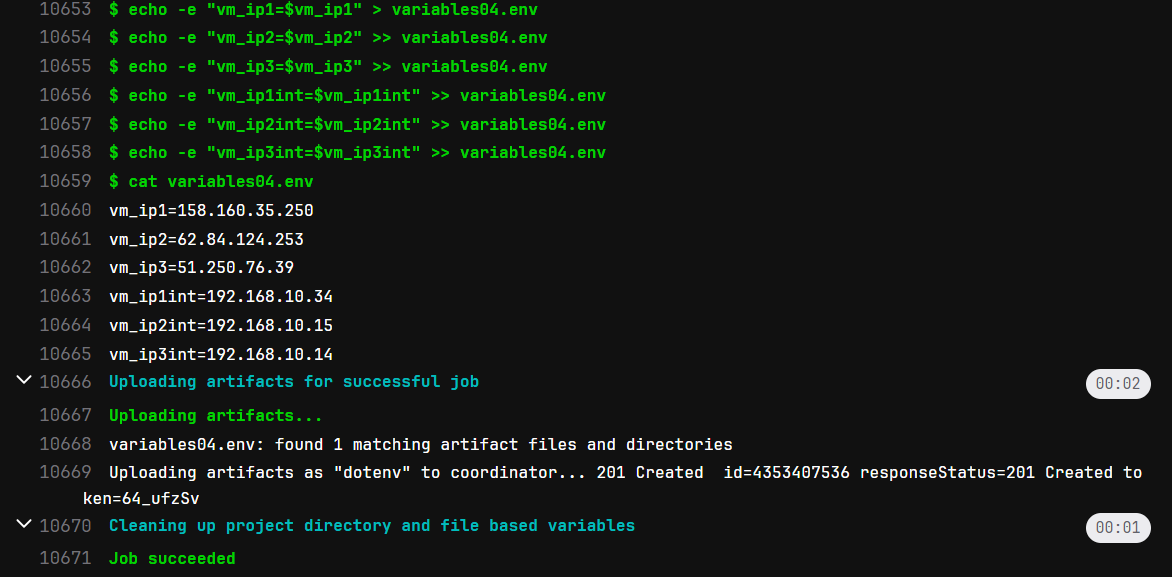 10653 $ echo -e "vm_ip1=$vm_ip1" > variables04.env
10654 $ echo -e "vm_ip2=$vm_ip2" >> variables04.env
10655 $ echo -e "vm_ip3=$vm_ip3" >> variables04.env
10656 $ echo -e "vm_ip1int=$vm_ip1int" >> variables04.env
10657 $ echo -e "vm_ip2int=$vm_ip2int" >> variables04.env
10658 $ echo -e "vm_ip3int=$vm_ip3int" >> variables04.env
10659 $ cat variables04.env
10660 vm_ip1=158.160.35.250
10661 vm_ip2=62.84.124.253
10662 vm_ip3=51.250.76.39
10663 vm_ip1int=192.168.10.34
10664 vm_ip2int=192.168.10.15
10665 vm_ip3int=192.168.10.14
10666 Uploading artifacts for successful job 00:02
10667 Uploading artifacts...
10668 variables04.env: found 1 matching artifact files and directories
10669 Uploading artifacts as "dotenv" to coordinator... 201 Created  id=4353407536 responseStatus=201 Created to
ken=64_ufzSv
10670 Cleaning up project directory and file based variables 00:01
10671 Job succeeded